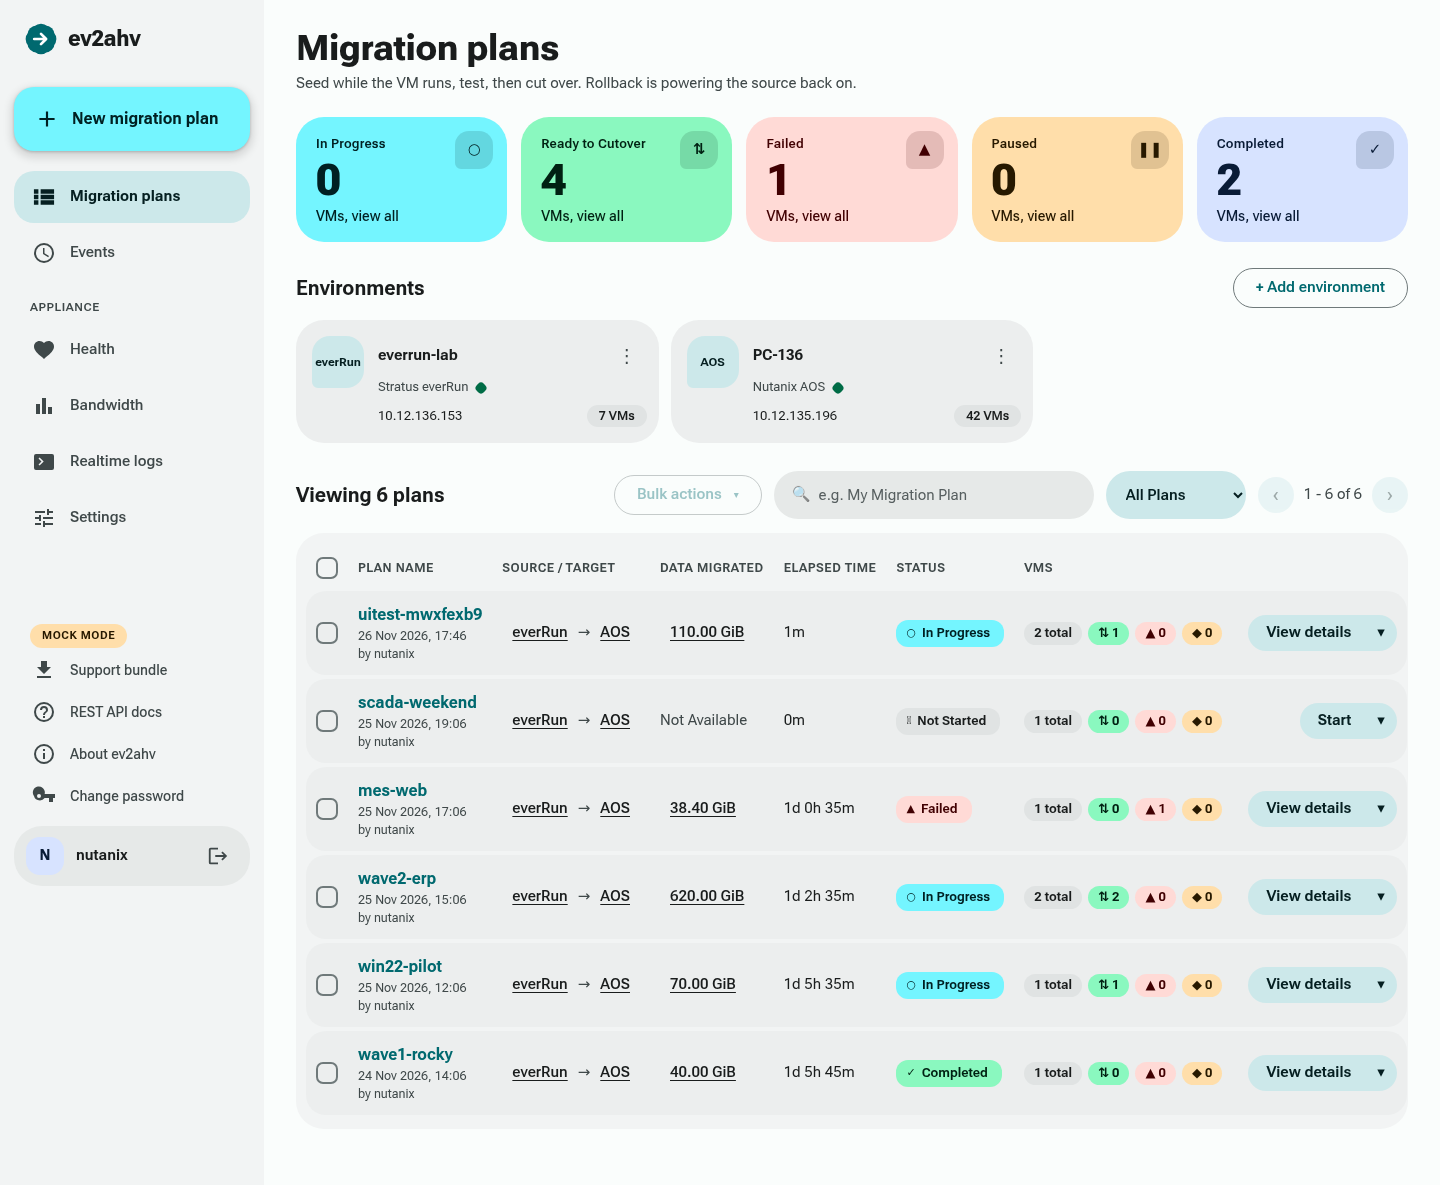 ev2ahv
New migration plan
Migration plans
Events
APPLIANCE
Health
Bandwidth
Realtime logs
Settings
MOCK MODE
Support bundle
REST API docs
About ev2ahv
Change password
N nutanix
Migration plans
Seed while the VM runs, test, then cut over. Rollback is powering the source back on.
In Progress
0
VMs, view all
Ready to Cutover
4
VMs, view all
Failed
1
VMs, view all
Paused
0
VMs, view all
Completed
2
VMs, view all
Environments
+ Add environment
everRun
everrun-lab
Stratus everRun
10.12.136.153
7 VMs
AOS
PC-136
Nutanix AOS
10.12.135.196
42 VMs
Viewing 6 plans
Bulk actions
e.g. My Migration Plan
All Plans
1 - 6 of 6
PLAN NAME SOURCE / TARGET DATA MIGRATED ELAPSED TIME STATUS VMS
uitest-mwxfexb9
26 Nov 2026, 17:46
by nutanix
everRun → AOS 110.00 GiB 1m In Progress 2 total ⇅ 1 ▲ 0 ◆ 0 View details
scada-weekend
25 Nov 2026, 19:06
by nutanix
everRun → AOS Not Available 0m Not Started 1 total ⇅ 0 ▲ 0 ◆ 0 Start
mes-web
25 Nov 2026, 17:06
by nutanix
everRun → AOS 38.40 GiB 1d 0h 35m ▲ Failed 1 total ⇅ 0 ▲ 1 ◆ 0 View details
wave2-erp
25 Nov 2026, 15:06
by nutanix
everRun → AOS 620.00 GiB 1d 2h 35m In Progress 2 total ⇅ 2 ▲ 0 ◆ 0 View details
win22-pilot
25 Nov 2026, 12:06
by nutanix
everRun → AOS 70.00 GiB 1d 5h 35m In Progress 1 total ⇅ 1 ▲ 0 ◆ 0 View details
wave1-rocky
24 Nov 2026, 14:06
by nutanix
everRun → AOS 40.00 GiB 1d 5h 45m ✓ Completed 1 total ⇅ 0 ▲ 0 ◆ 0 View details